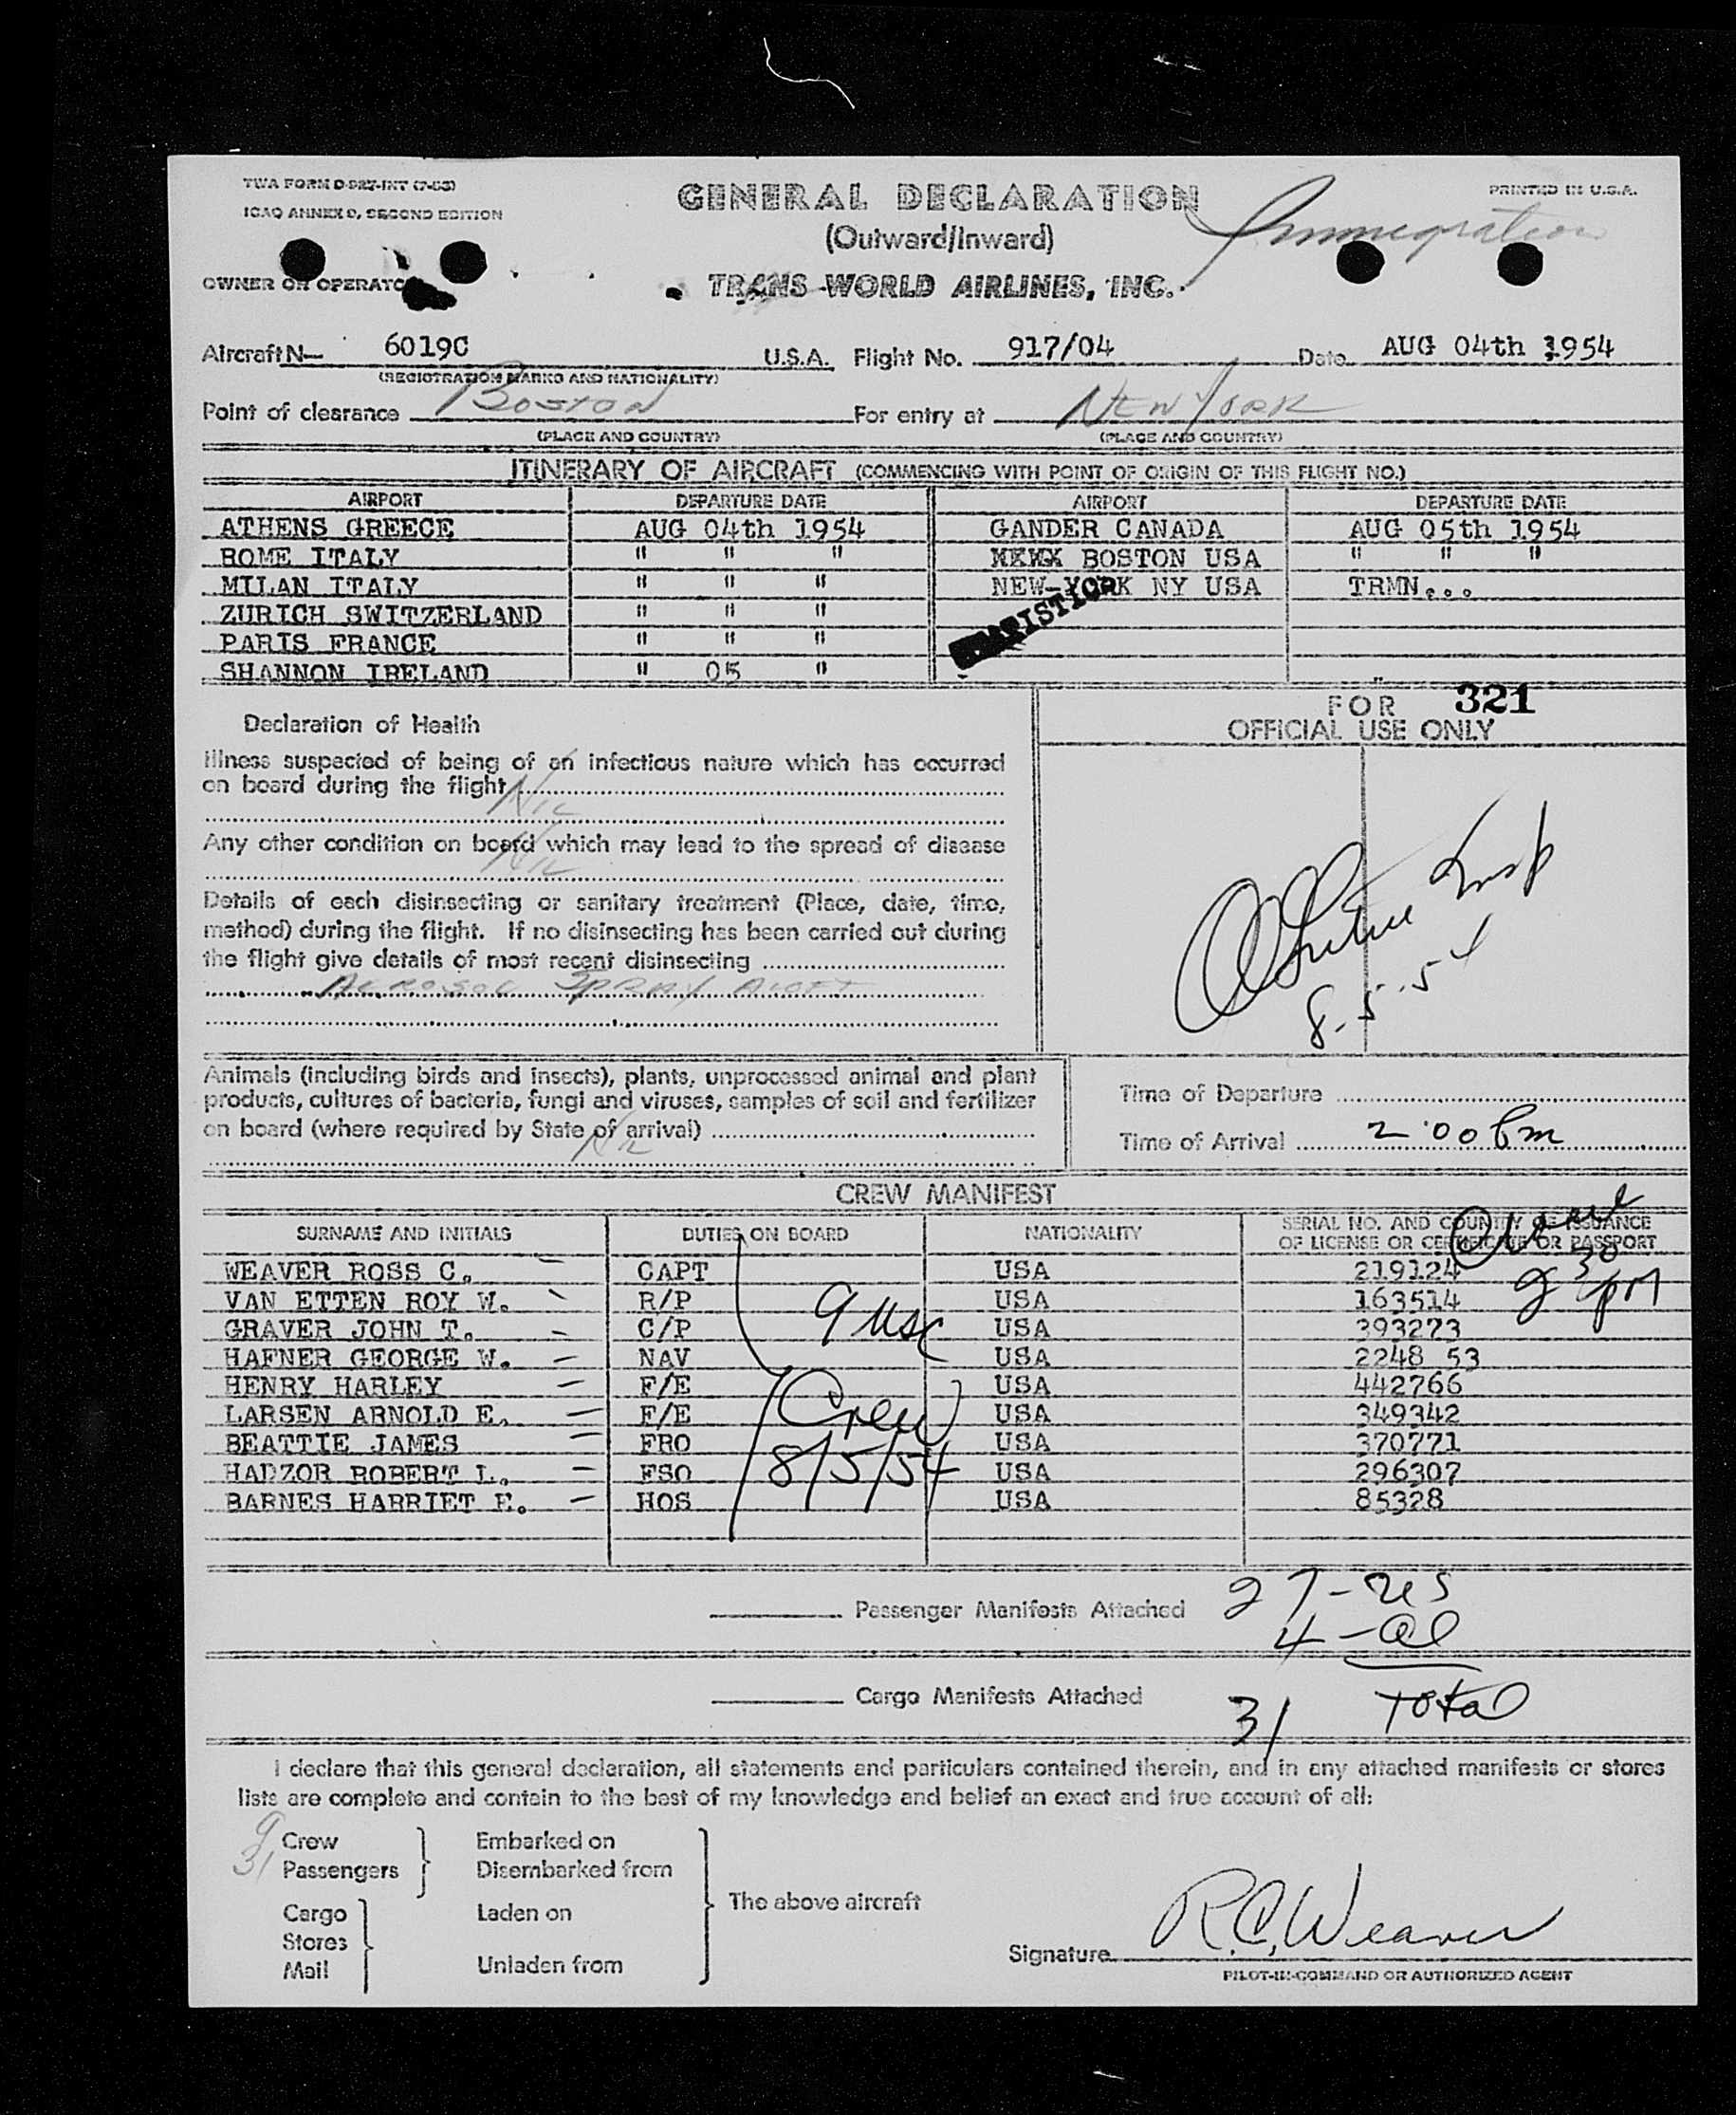 TWA FORM D-927-INT (7-53)
ICAO ANNEX 9, SECOND EDITION
GENERAL DECLARATION
(Outward/Inward)
PRINTED IN U.S.A.
Immigration
OWNER OR OPERATOR
TRANS WORLD AIRLINES, INC.
Aircraft N— 6019C U.S.A. Flight No. 917/04 Date AUG 04th 1954
(REGISTRATION MARKS AND NATIONALITY)
Point of clearance BOSTON For entry at NEW YORK
(PLACE AND COUNTRY) (PLACE AND COUNTRY)
ITINERARY OF AIRCRAFT (COMMENCING WITH POINT OF ORIGIN OF THIS FLIGHT NO.)
AIRPORT DEPARTURE DATE AIRPORT DEPARTURE DATE
ATHENS GREECE AUG 04th 1954 GANDER CANADA AUG 05th 1954
ROME ITALY " " " BOSTON USA " " "
MILAN ITALY " " " NEW-YORK NY USA TRMN...
ZURICH SWITZERLAND " " "
PARIS FRANCE " " "
SHANNON IRELAND " 05 "
FOR 321
OFFICIAL USE ONLY
Declaration of Health
Illness suspected of being of an infectious nature which has occurred
on board during the flight
NIL
Any other condition on board which may lead to the spread of disease
NIL
Details of each disinsecting or sanitary treatment (Place, date, time,
method) during the flight. If no disinsecting has been carried out during
the flight give details of most recent disinsecting
AEROSOL SPRAY ALOFT
Insp
8-5-54
Animals (including birds and insects), plants, unprocessed animal and plant
products, cultures of bacteria, fungi and viruses, samples of soil and fertilizer
on board (where required by State of arrival)
NIL
Time of Departure
Time of Arrival 2:00 Pm
CREW MANIFEST
SURNAME AND INITIALS DUTIES ON BOARD NATIONALITY SERIAL NO. AND COUNTRY OF ISSUANCE
OF LICENSE OR CERTIFICATE OR PASSPORT
WEAVER ROSS C. CAPT USA 219124
VAN ETTEN ROY W. R/P USA 163514
GRAVER JOHN T. C/P USA 393273
HAFNER GEORGE W. NAV USA 2248 53
HENRY HARLEY F/E USA 442766
LARSEN ARNOLD E. F/E USA 349342
BEATTIE JAMES FRO USA 370771
HADZOR ROBERT L. FSO USA 296307
BARNES HARRIET E. HOS USA 85328
9 USC
Crew
8/5/54
2 30 pm
Passenger Manifests Attached 27 - US
4 - al
Cargo Manifests Attached 31 Total
I declare that this general declaration, all statements and particulars contained therein, and in any attached manifests or stores
lists are complete and contain to the best of my knowledge and belief an exact and true account of all:
9 Crew Embarked on
31 Passengers Disembarked from
The above aircraft
Cargo Laden on
Stores
Mail Unladen from
Signature R.C. Weaver
PILOT-IN-COMMAND OR AUTHORIZED AGENT